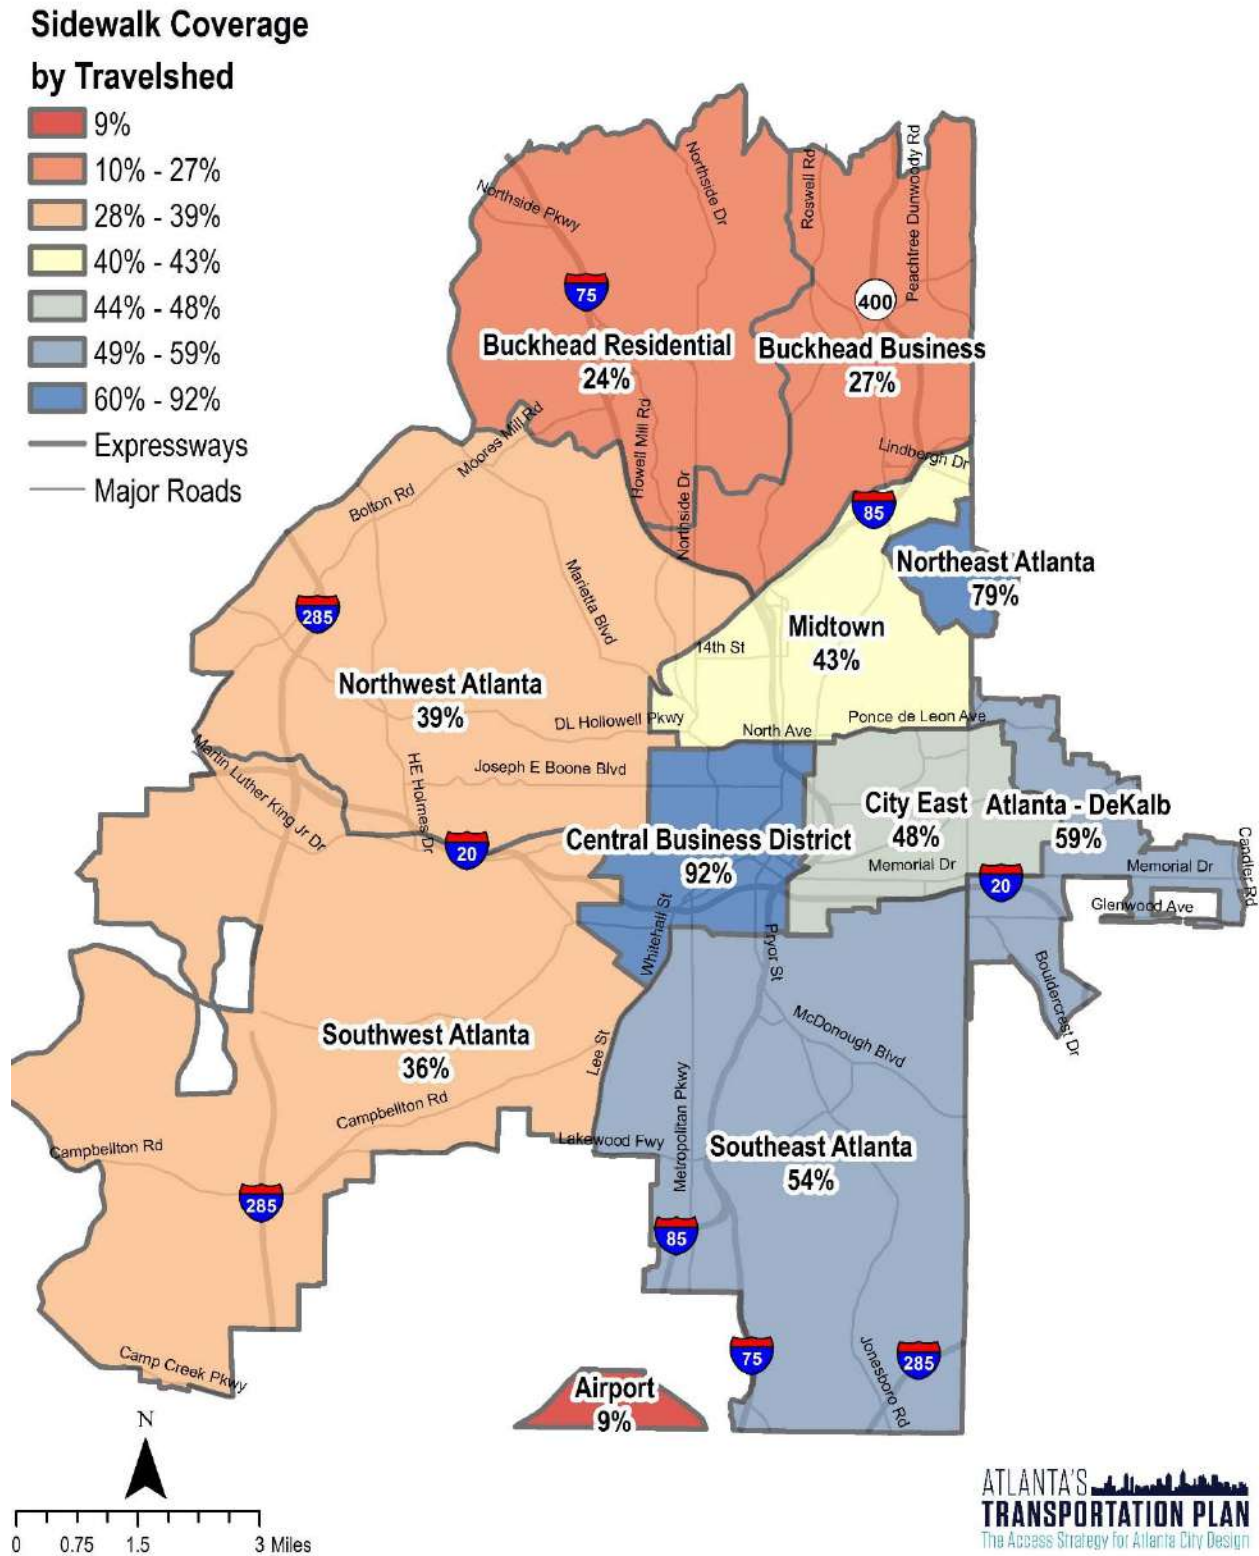 Sidewalk Coverage
by Travelshed
9%
10% - 27%
28% - 39%
40% - 43%
44% - 48%
49% - 59%
60% - 92%
Expressways
Major Roads
Northside Pkwy
Northside Dr
Roswell Rd
Peachtree Dunwoody Rd
75
400
Buckhead Residential
24%
Buckhead Business
27%
Moores Mill Rd
Howell Mill Rd
Northside Dr
Lindbergh Dr
Bolton Rd
85
Northeast Atlanta
79%
Marietta Blvd
285
Midtown
43%
14th St
Northwest Atlanta
39%
DL Hollowell Pkwy
North Ave
Ponce de Leon Ave
Martin Luther King Jr Dr
HE Holmes Dr
Joseph E Boone Blvd
20
Central Business District
92%
City East
48%
Atlanta - DeKalb
59%
Memorial Dr
20
Memorial Dr
Candler Rd
Glenwood Ave
Whitehall St
Pryor St
Bouldercrest Dr
McDonough Blvd
Southwest Atlanta
36%
Lee St
Metropolitan Pkwy
Campbellton Rd
Campbellton Rd
Lakewood Fwy
Southeast Atlanta
54%
285
85
75
285
Jonesboro Rd
Camp Creek Pkwy
Airport
9%
N
0 0.75 1.5 3 Miles
ATLANTA'S
TRANSPORTATION PLAN
The Access Strategy for Atlanta City Design